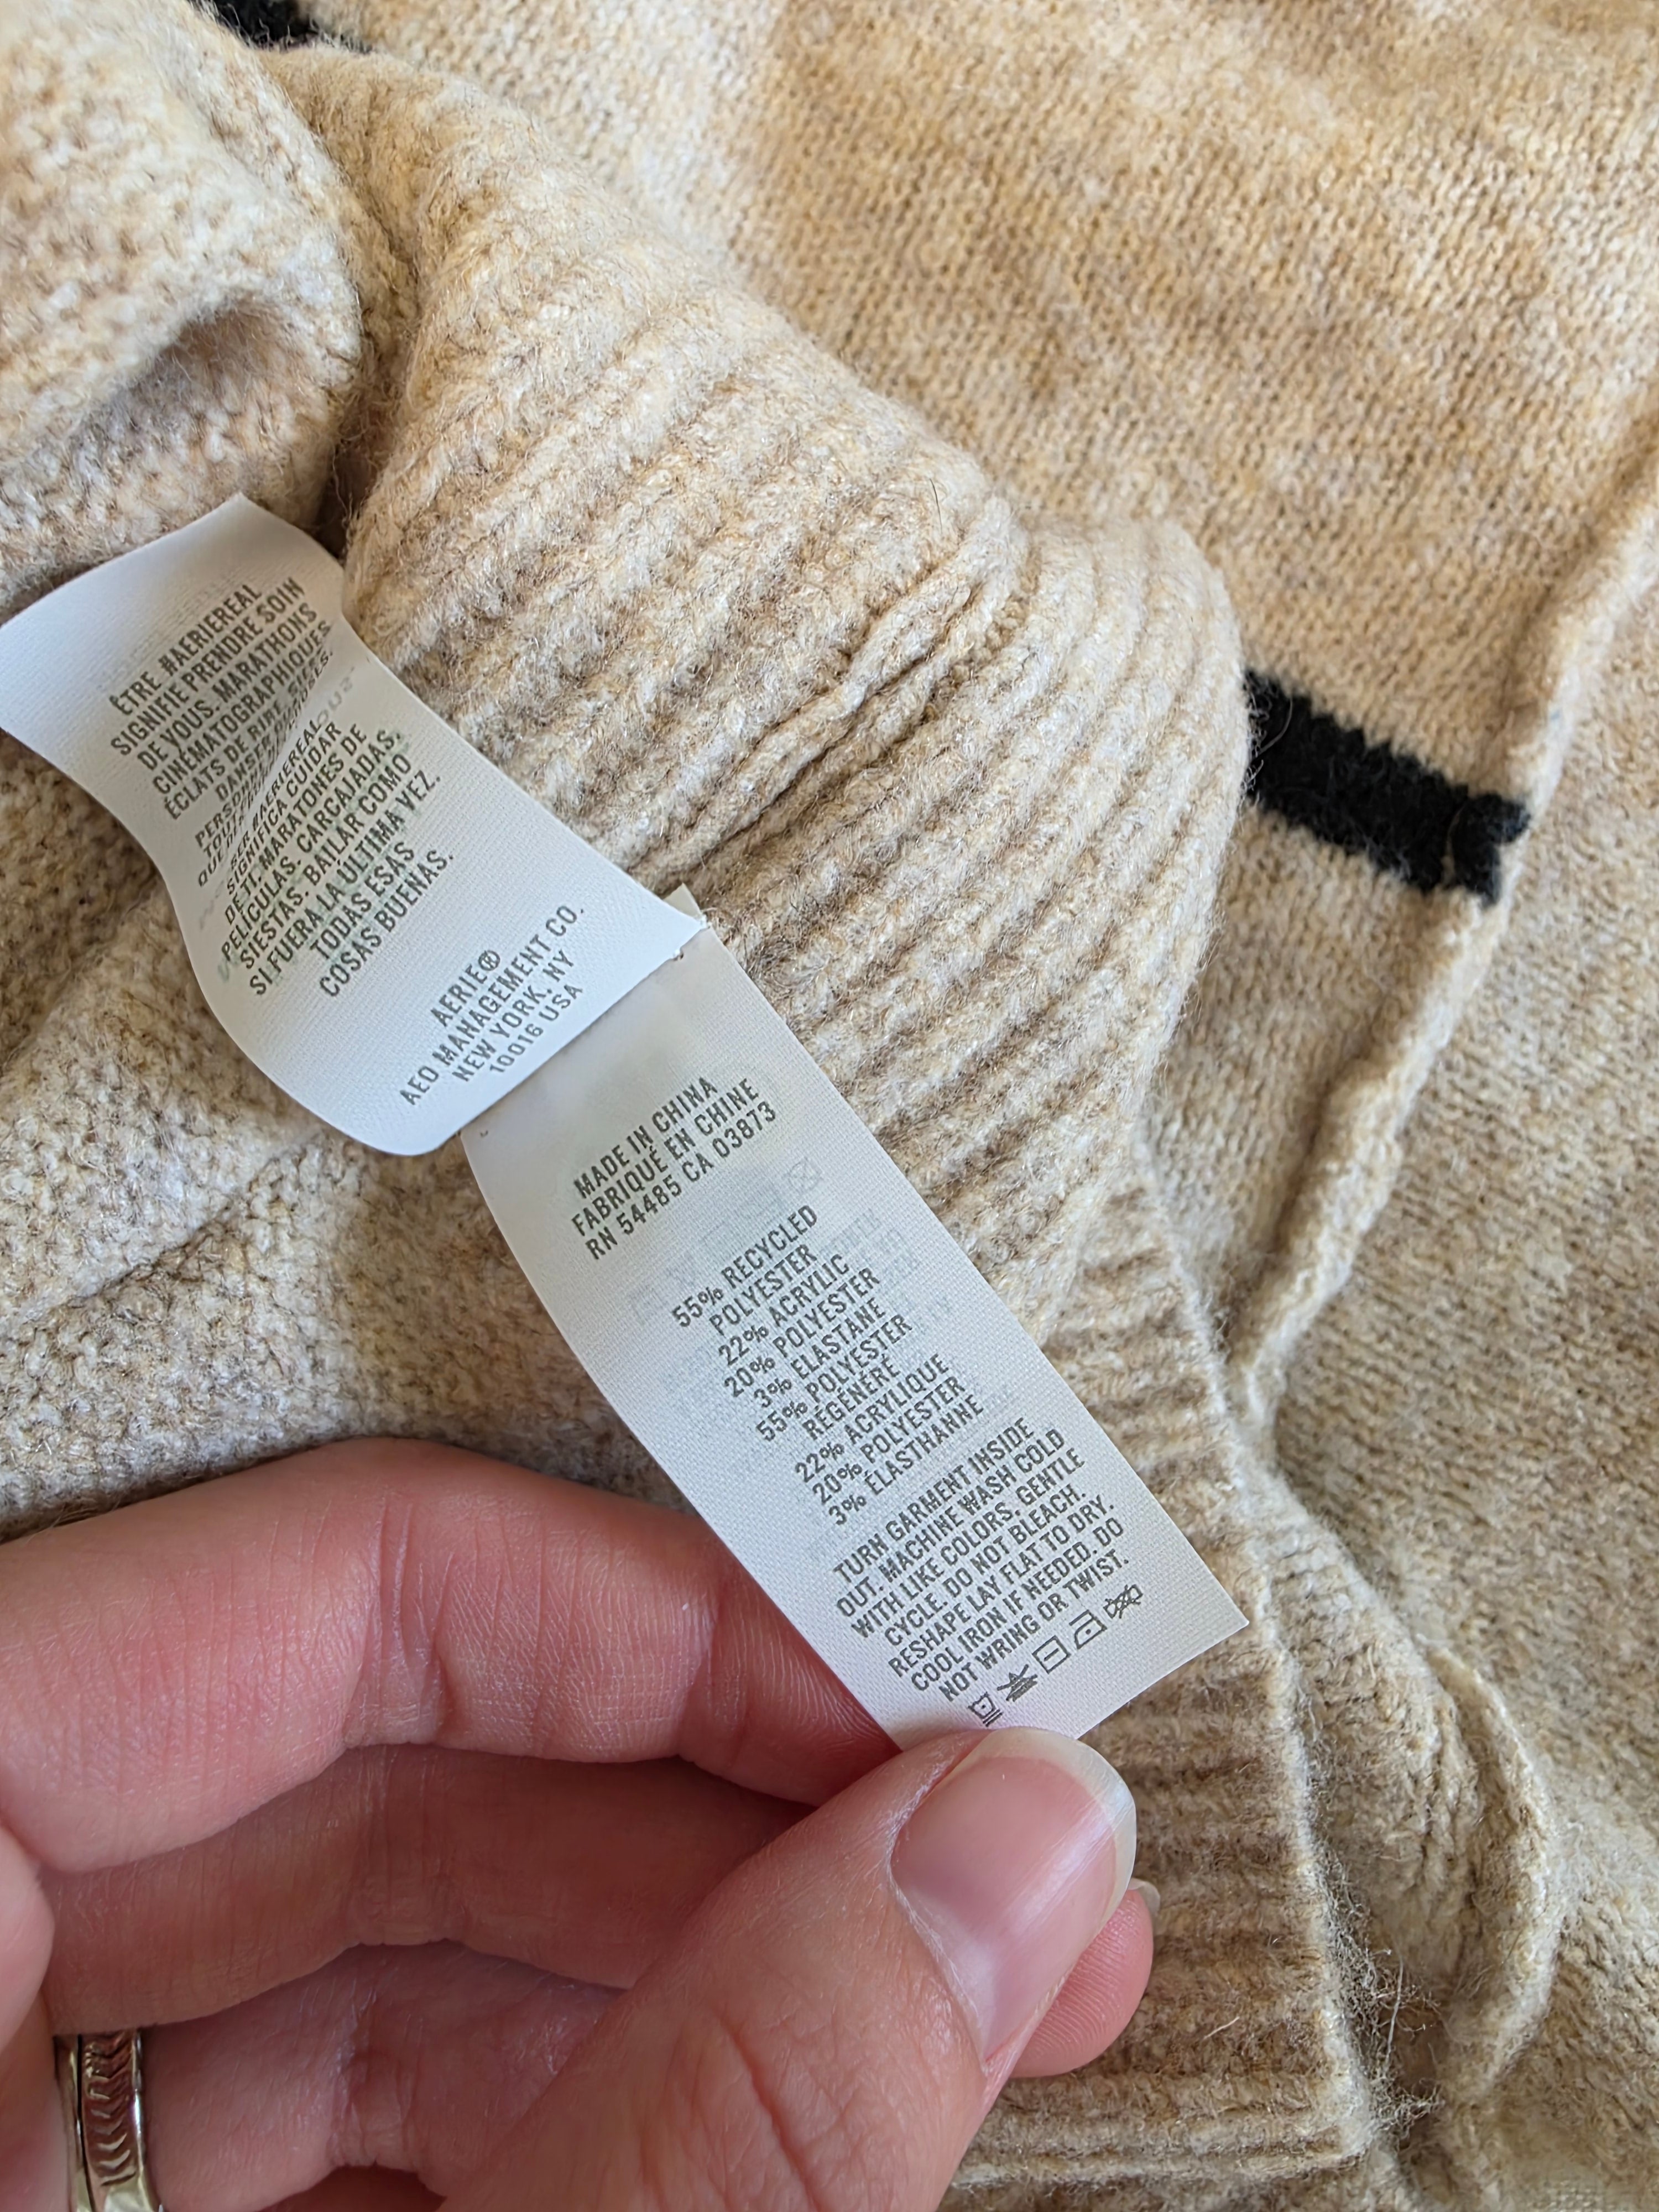 ÊTRE #AERIEREAL
SIGNIFIE PRENDRE SOIN
DE VOUS. MARATHONS
CINÉMATOGRAPHIQUES
ÉCLATS DE RIRE, SIES
DANS
PERS
SER #AERIEREAL
SIGNIFICA CUIDAR
DE TI. MARATONES DE
PELÍCULAS. CARCAJADAS.
SIESTAS. BAILAR COMO
SI FUERA LA ÚLTIMA VEZ.
TODAS ESAS
COSAS BUENAS.
AERIE®
AEO MANAGEMENT CO.
NEW YORK, NY
10016 USA
MADE IN CHINA
FABRIQUÉ EN CHINE
RN 54485 CA 03873
55% RECYCLED
POLYESTER
22% ACRYLIC
20% POLYESTER
3% ELASTANE
55% POLYESTER
RÉGÉNÉRÉ
22% ACRYLIQUE
20% POLYESTER
3% ÉLASTHANNE
TURN GARMENT INSIDE
OUT. MACHINE WASH COLD
WITH LIKE COLORS, GENTLE
CYCLE. DO NOT BLEACH.
RESHAPE LAY FLAT TO DRY.
COOL IRON IF NEEDED. DO
NOT WRING OR TWIST.